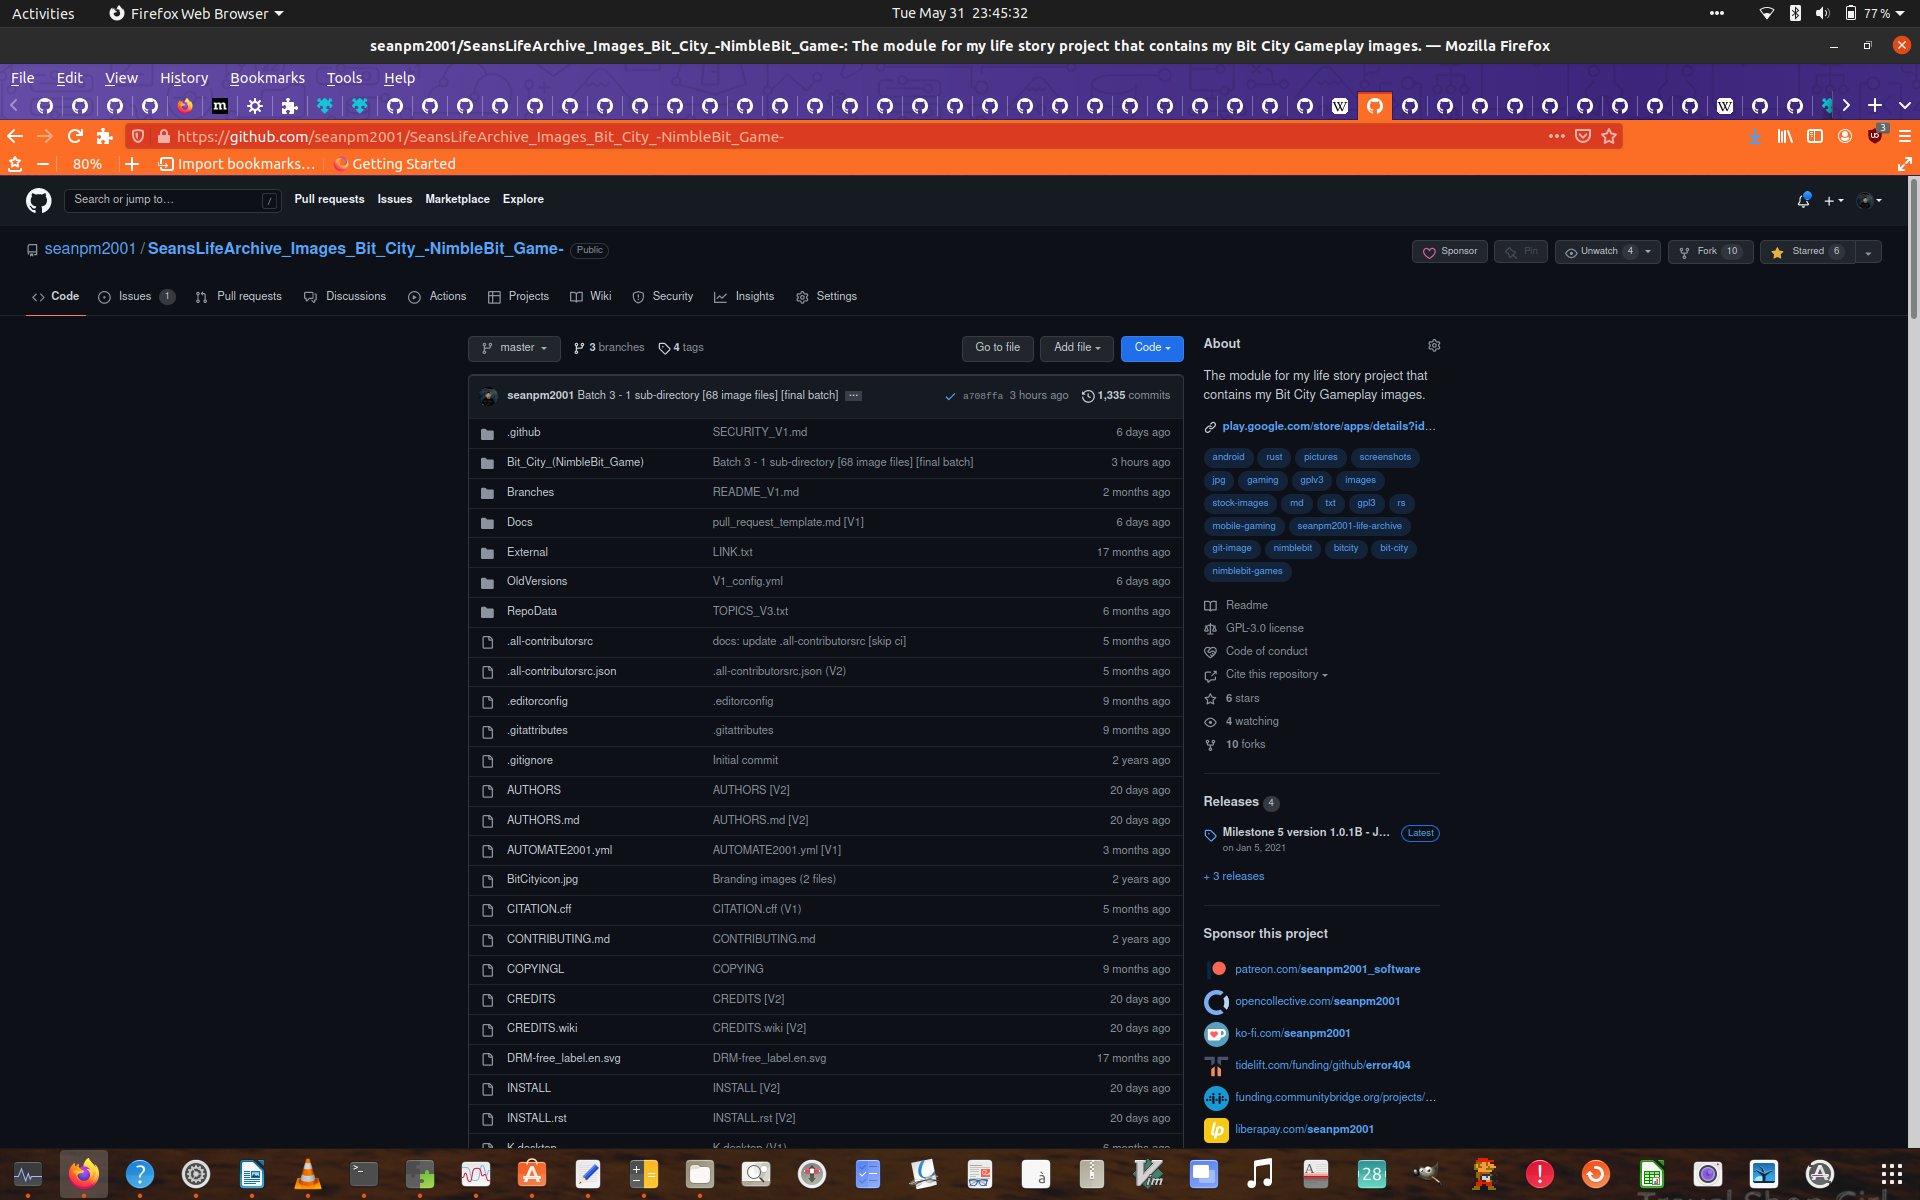 Activities Firefox Web Browser Tue May 31 23:45:32 77 %
seanpm2001/SeansLifeArchive_Images_Bit_City_-NimbleBit_Game-: The module for my life story project that contains my Bit City Gameplay images. — Mozilla Firefox
File Edit View History Bookmarks Tools Help
https://github.com/seanpm2001/SeansLifeArchive_Images_Bit_City_-NimbleBit_Game- 3
80% Import bookmarks… Getting Started
Search or jump to… / Pull requests Issues Marketplace Explore
seanpm2001 / SeansLifeArchive_Images_Bit_City_-NimbleBit_Game- Public
Sponsor Pin Unwatch 4 Fork 10 Starred 6
Code Issues 1 Pull requests Discussions Actions Projects Wiki Security Insights Settings
master 3 branches 4 tags Go to file Add file Code
seanpm2001 Batch 3 - 1 sub-directory [68 image files] [final batch] ··· a708ffa 3 hours ago 1,335 commits
.github SECURITY_V1.md 6 days ago
Bit_City_(NimbleBit_Game) Batch 3 - 1 sub-directory [68 image files] [final batch] 3 hours ago
Branches README_V1.md 2 months ago
Docs pull_request_template.md [V1] 6 days ago
External LINK.txt 17 months ago
OldVersions V1_config.yml 6 days ago
RepoData TOPICS_V3.txt 6 months ago
.all-contributorsrc docs: update .all-contributorsrc [skip ci] 5 months ago
.all-contributorsrc.json .all-contributorsrc.json (V2) 5 months ago
.editorconfig .editorconfig 9 months ago
.gitattributes .gitattributes 9 months ago
.gitignore Initial commit 2 years ago
AUTHORS AUTHORS [V2] 20 days ago
AUTHORS.md AUTHORS.md [V2] 20 days ago
AUTOMATE2001.yml AUTOMATE2001.yml [V1] 3 months ago
BitCityicon.jpg Branding images (2 files) 2 years ago
CITATION.cff CITATION.cff (V1) 5 months ago
CONTRIBUTING.md CONTRIBUTING.md 2 years ago
COPYINGL COPYING 9 months ago
CREDITS CREDITS [V2] 20 days ago
CREDITS.wiki CREDITS.wiki [V2] 20 days ago
DRM-free_label.en.svg DRM-free_label.en.svg 17 months ago
INSTALL INSTALL [V2] 20 days ago
INSTALL.rst INSTALL.rst [V2] 20 days ago
About
The module for my life story project that
contains my Bit City Gameplay images.
play.google.com/store/apps/details?id…
android rust pictures screenshots
jpg gaming gplv3 images
stock-images md txt gpl3 rs
mobile-gaming seanpm2001-life-archive
git-image nimblebit bitcity bit-city
nimblebit-games
Readme
GPL-3.0 license
Code of conduct
Cite this repository
6 stars
4 watching
10 forks
Releases 4
Milestone 5 version 1.0.1B - J… Latest
on Jan 5, 2021
+ 3 releases
Sponsor this project
patreon.com/seanpm2001_software
opencollective.com/seanpm2001
ko-fi.com/seanpm2001
tidelift.com/funding/github/error404
funding.communitybridge.org/projects/…
liberapay.com/seanpm2001
28